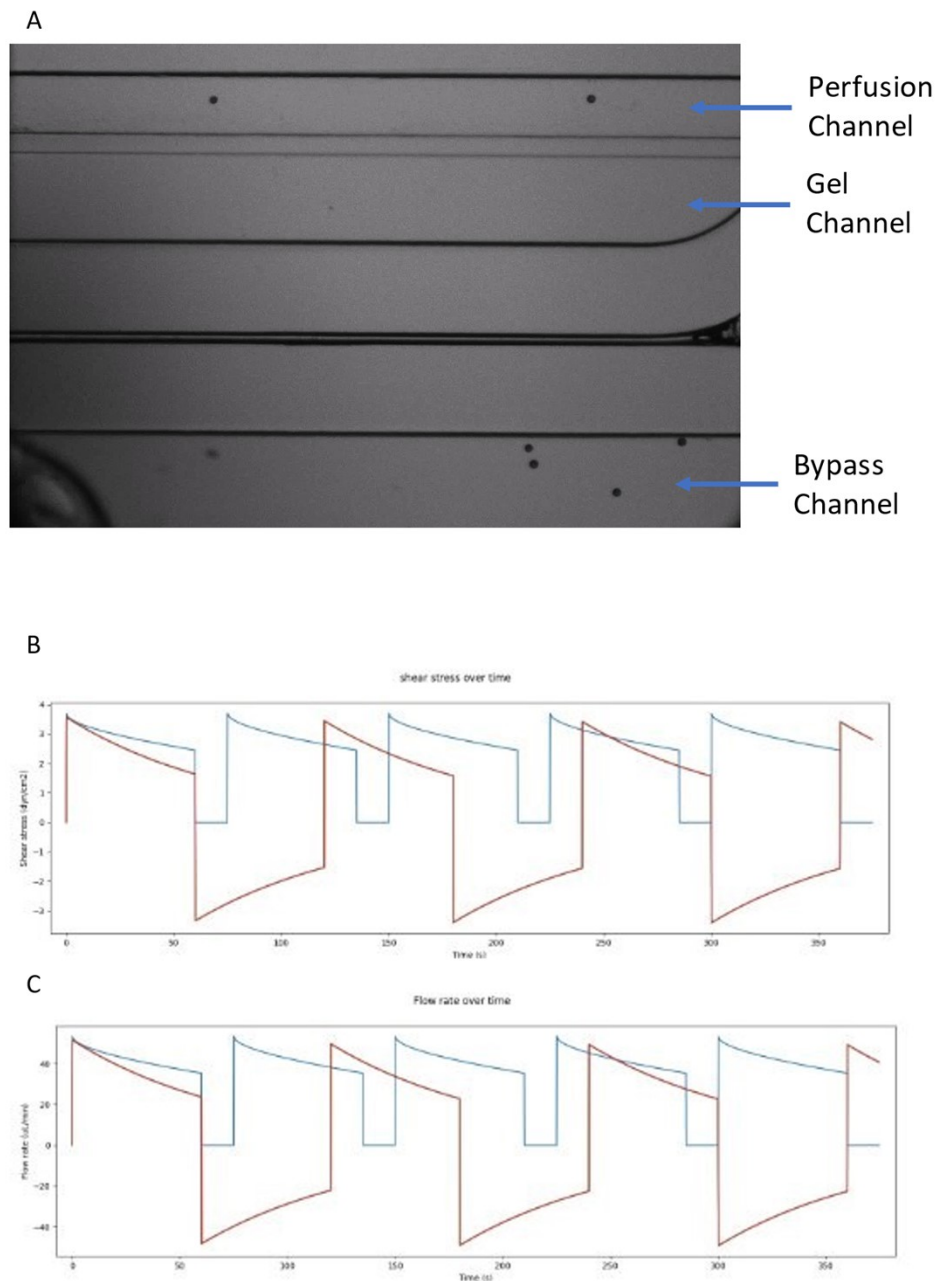 A
Perfusion
Channel
Gel
Channel
Bypass
Channel
B
shear stress over time
4
3
2
1
0
−1
−2
−3
Shear stress (dyn/cm2)
0 50 100 150 200 250 300 350
Time (s)
C
Flow rate over time
40
20
0
−20
−40
Flow rate (uL/min)
0 50 100 150 200 250 300 350
Time (s)